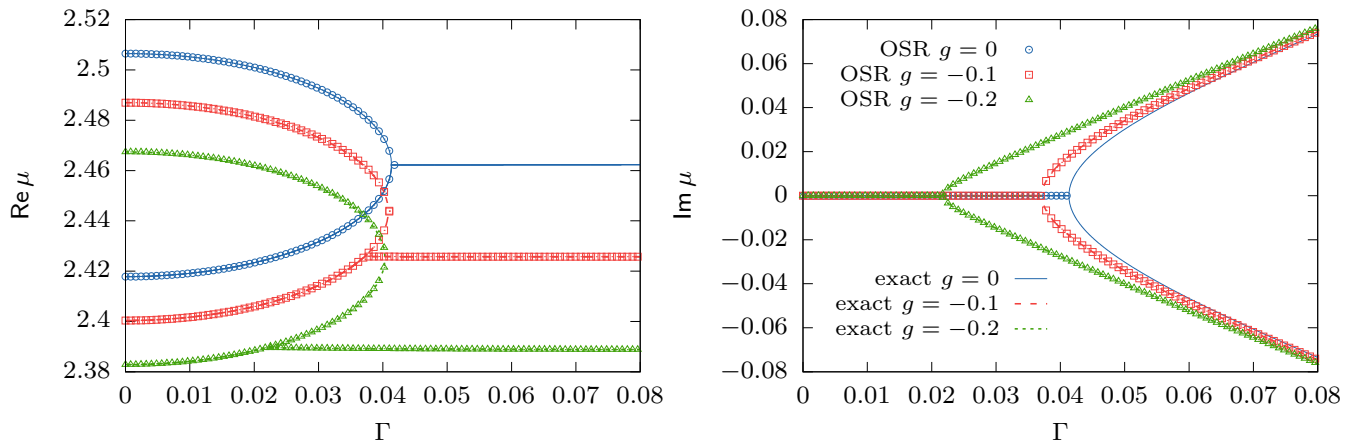 2.52
2.5
2.48
2.46
2.44
2.42
2.4
2.38
Re μ
0 0.01 0.02 0.03 0.04 0.05 0.06 0.07 0.08
Γ
0.08
0.06
0.04
0.02
0
−0.02
−0.04
−0.06
−0.08
Im μ
OSR g = 0
OSR g = −0.1
OSR g = −0.2
exact g = 0
exact g = −0.1
exact g = −0.2
0 0.01 0.02 0.03 0.04 0.05 0.06 0.07 0.08
Γ